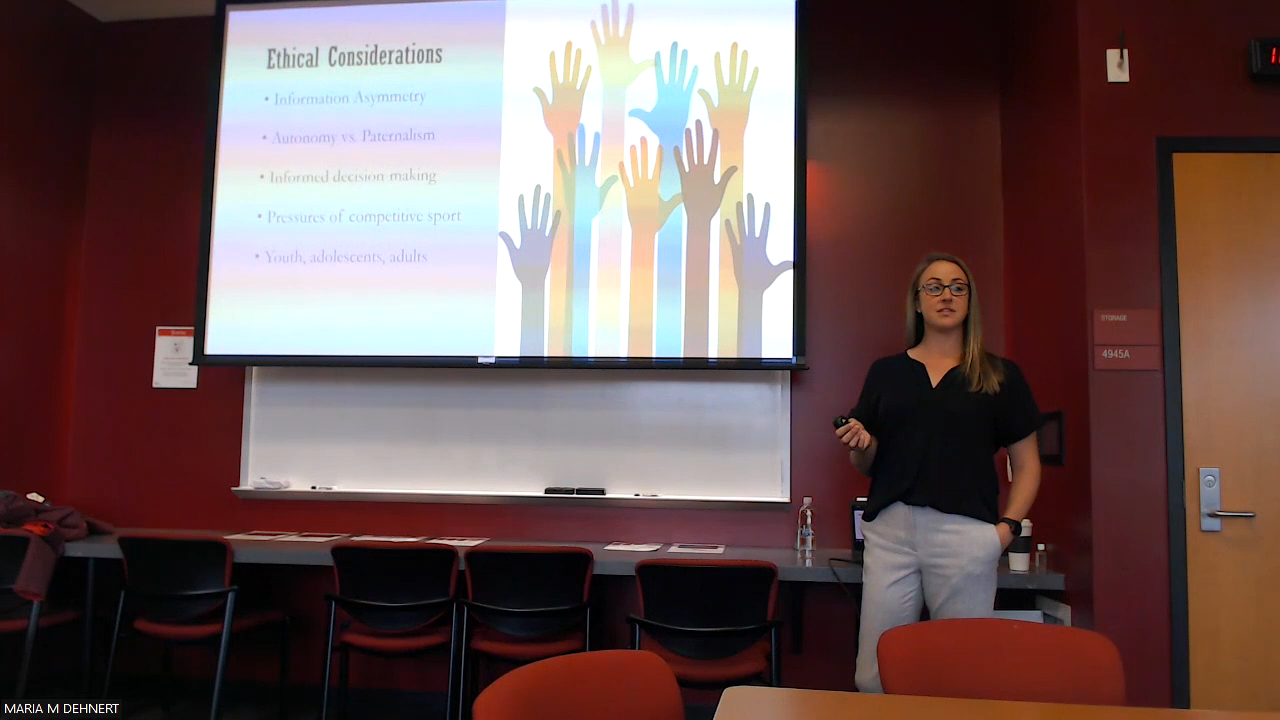 Ethical Considerations
• Information Asymmetry
• Autonomy vs. Paternalism
• Informed decision-making
• Pressures of competitive sport
• Youth, adolescents, adults
STORAGE
4945A
MARIA M DEHNERT